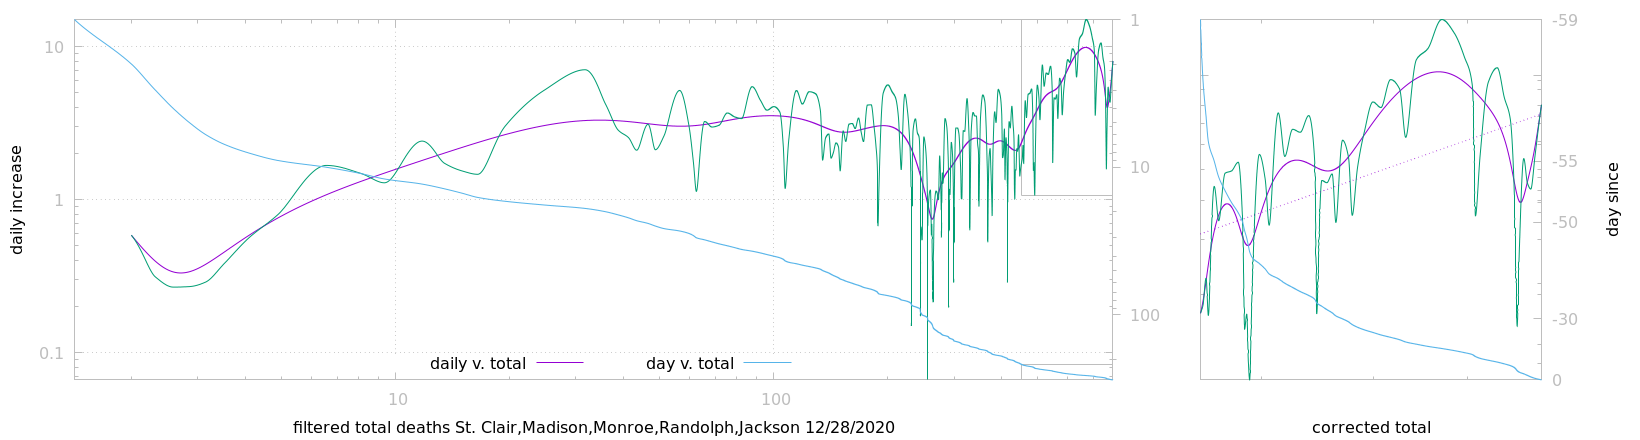 10
1
0.1
daily increase
daily v. total
day v. total
10
100
filtered total deaths St. Clair,Madison,Monroe,Randolph,Jackson 12/28/2020
1
10
100
-59
-55
-50
-30
0
day since
corrected total